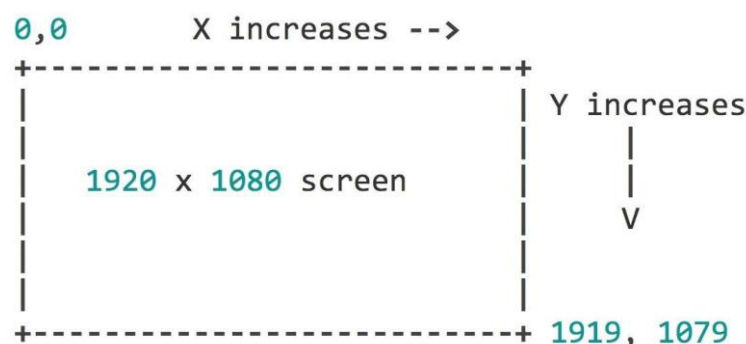 0,0 X increases -->
+---------------------------+
| | Y increases
| | |
| 1920 x 1080 screen | |
| | V
| |
| |
+---------------------------+ 1919, 1079